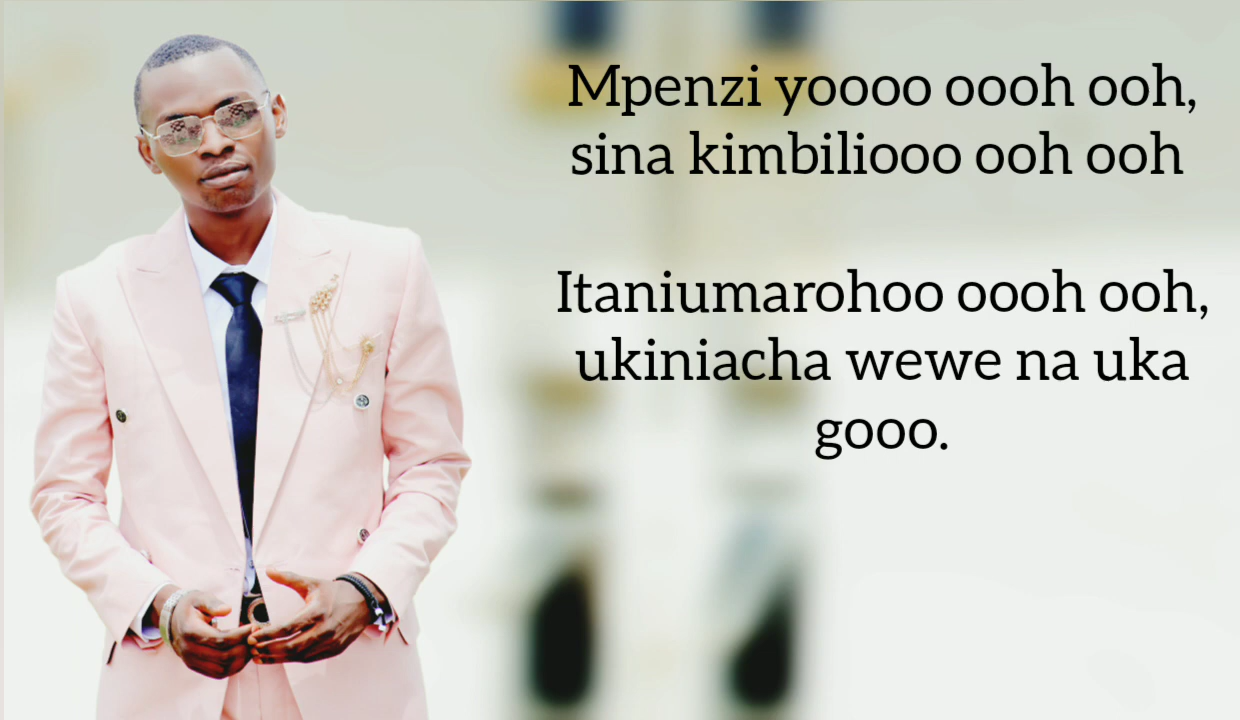 Mpenzi yoooo oooh ooh,
sina kimbiliooo ooh ooh
Itaniumarohoo oooh ooh,
ukiniacha wewe na uka
gooo.